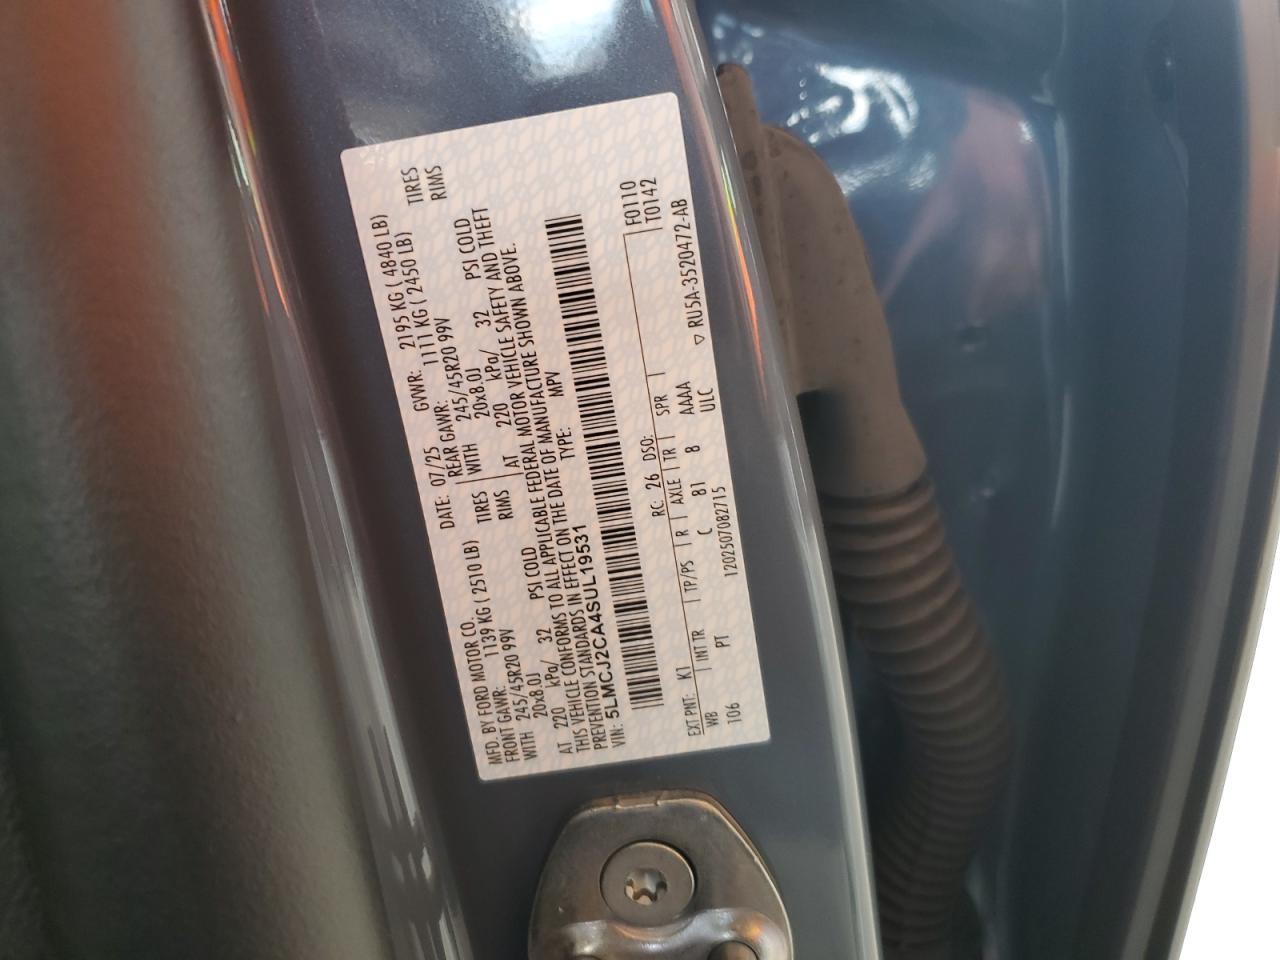 MFD. BY FORD MOTOR CO.
DATE: 07/25 GVWR: 2195 KG ( 4840 LB)
FRONT GAWR: 1139 KG ( 2510 LB) REAR GAWR: 1111 KG ( 2450 LB)
WITH 245/45R20 99V TIRES WITH 245/45R20 99V TIRES
20x8.0J RIMS 20x8.0J RIMS
AT 220 kPa/ 32 PSI COLD AT 220 kPa/ 32 PSI COLD
THIS VEHICLE CONFORMS TO ALL APPLICABLE FEDERAL MOTOR VEHICLE SAFETY AND THEFT
PREVENTION STANDARDS IN EFFECT ON THE DATE OF MANUFACTURE SHOWN ABOVE.
VIN: 5LMCJ2CA4SUL19531 TYPE: MPV
F0110
T0142
EXT PNT: K1 RC: 26 DSO:
WB INT TR TP/PS R AXLE TR SPR
106 PT C 81 8 AAAA
1202507082715 ULC
▽ RU5A-3520472-AB